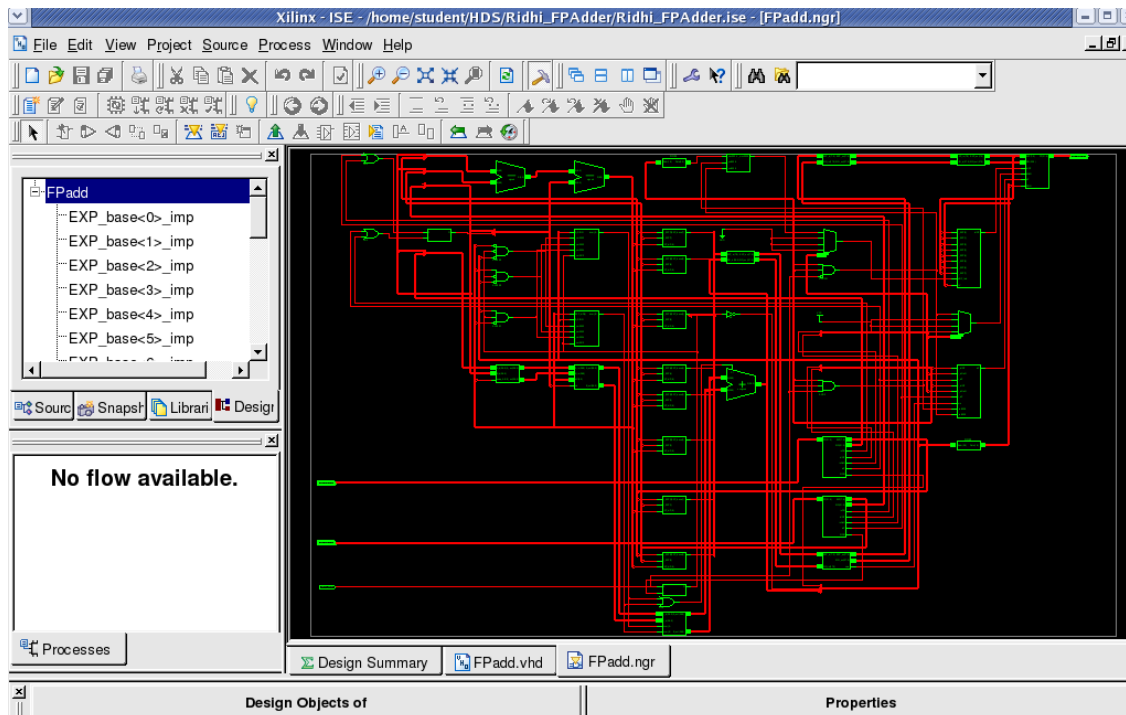 Xilinx - ISE - /home/student/HDS/Ridhi_FPAdder/Ridhi_FPAdder.ise - [FPadd.ngr]
File Edit View Project Source Process Window Help
FPadd
EXP_base<0>_imp
EXP_base<1>_imp
EXP_base<2>_imp
EXP_base<3>_imp
EXP_base<4>_imp
EXP_base<5>_imp
Sourc Snapsh Librari Design
No flow available.
Processes
Design Summary FPadd.vhd FPadd.ngr
Design Objects of Properties